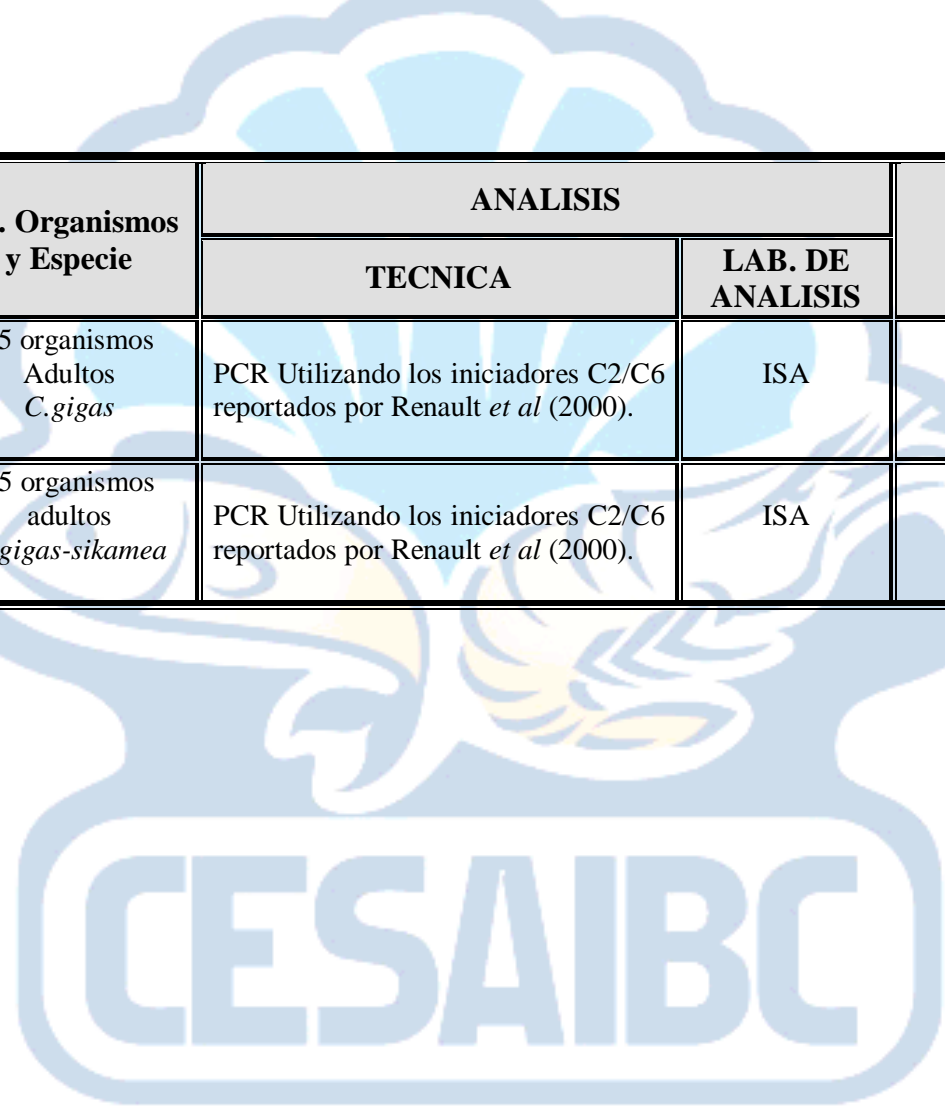 . Organismos
y Especie
ANALISIS
TECNICA
LAB. DE
ANALISIS
5 organismos
Adultos
C.gigas
PCR Utilizando los iniciadores C2/C6
reportados por Renault et al (2000).
ISA
5 organismos
adultos
gigas-sikamea
PCR Utilizando los iniciadores C2/C6
reportados por Renault et al (2000).
ISA
CESAIBC